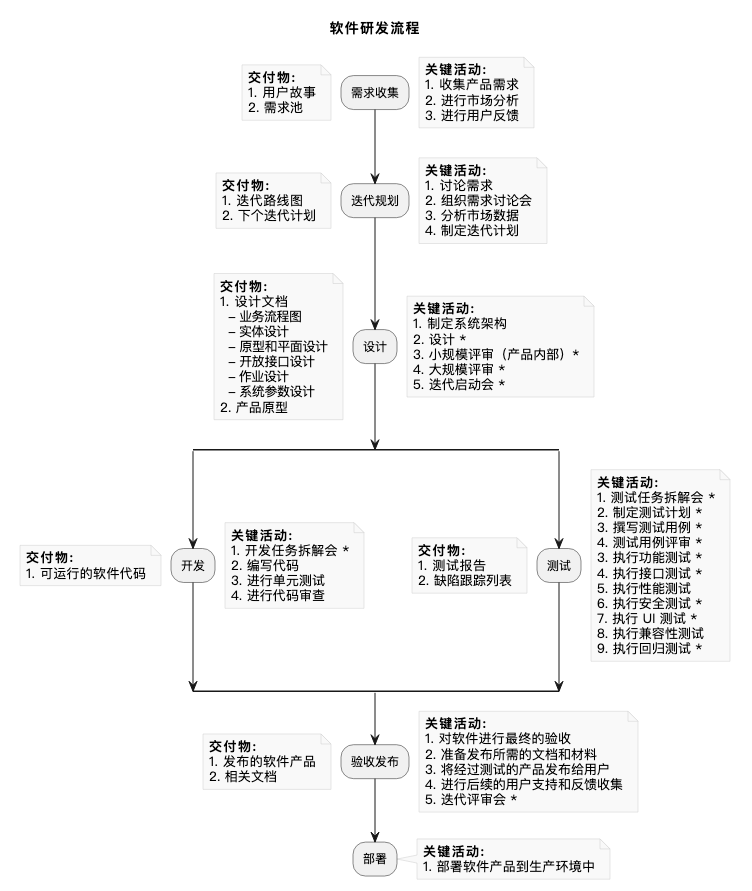 软件研发流程
交付物:
1. 用户故事
2. 需求池
需求收集
关键活动:
1. 收集产品需求
2. 进行市场分析
3. 进行用户反馈
交付物:
1. 迭代路线图
2. 下个迭代计划
迭代规划
关键活动:
1. 讨论需求
2. 组织需求讨论会
3. 分析市场数据
4. 制定迭代计划
交付物:
1. 设计文档
– 业务流程图
– 实体设计
– 原型和平面设计
– 开放接口设计
– 作业设计
– 系统参数设计
2. 产品原型
设计
关键活动:
1. 制定系统架构
2. 设计 *
3. 小规模评审（产品内部）*
4. 大规模评审 *
5. 迭代启动会 *
交付物:
1. 可运行的软件代码
开发
关键活动:
1. 开发任务拆解会 *
2. 编写代码
3. 进行单元测试
4. 进行代码审查
交付物:
1. 测试报告
2. 缺陷跟踪列表
测试
关键活动:
1. 测试任务拆解会 *
2. 制定测试计划 *
3. 撰写测试用例 *
4. 测试用例评审 *
3. 执行功能测试 *
4. 执行接口测试 *
5. 执行性能测试
6. 执行安全测试 *
7. 执行 UI 测试 *
8. 执行兼容性测试
9. 执行回归测试 *
交付物:
1. 发布的软件产品
2. 相关文档
验收发布
关键活动:
1. 对软件进行最终的验收
2. 准备发布所需的文档和材料
3. 将经过测试的产品发布给用户
4. 进行后续的用户支持和反馈收集
5. 迭代评审会 *
部署
关键活动:
1. 部署软件产品到生产环境中